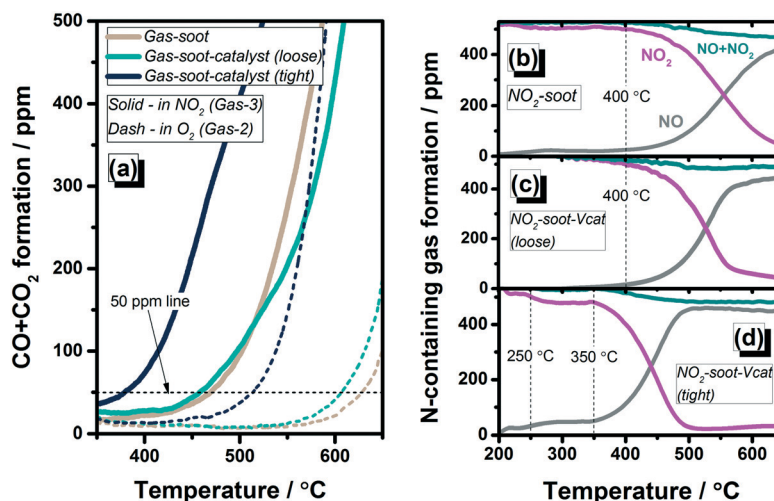 500
400
300
200
100
0
CO+CO₂ formation / ppm
Gas-soot
Gas-soot-catalyst (loose)
Gas-soot-catalyst (tight)
Solid - in NO₂ (Gas-3)
Dash - in O₂ (Gas-2)
(a)
50 ppm line
400
500
600
Temperature / °C
N-containing gas formation / ppm
400
200
0
(b)
NO₂
NO+NO₂
NO₂-soot
400 °C
NO
400
200
0
(c)
400 °C
NO₂-soot-Vcat
(loose)
400
200
0
(d)
250 °C
350 °C
NO₂-soot-Vcat
(tight)
200
300
400
500
600
Temperature / °C